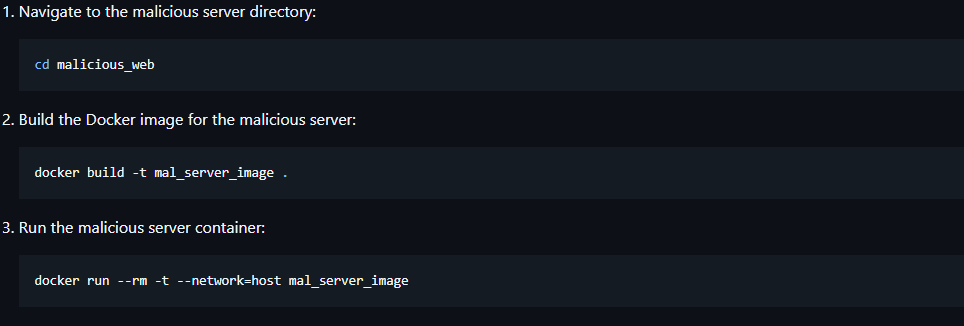 1. Navigate to the malicious server directory:
cd malicious_web
2. Build the Docker image for the malicious server:
docker build -t mal_server_image .
3. Run the malicious server container:
docker run --rm -t --network=host mal_server_image